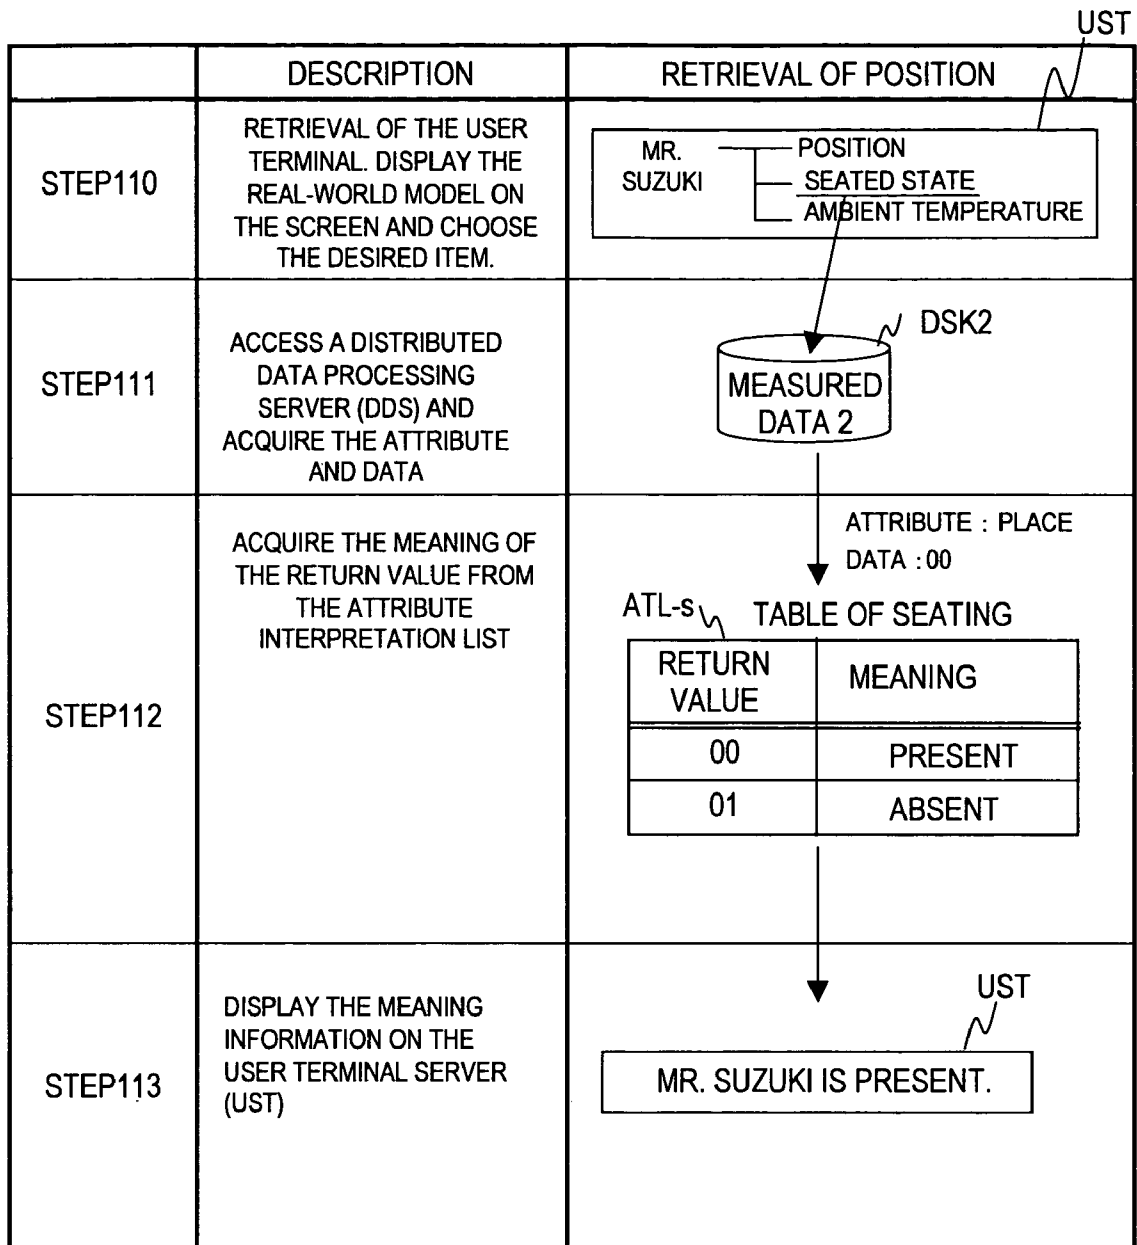 UST
DESCRIPTION
RETRIEVAL OF POSITION
STEP110
RETRIEVAL OF THE USER
TERMINAL. DISPLAY THE
REAL-WORLD MODEL ON
THE SCREEN AND CHOOSE
THE DESIRED ITEM.
MR.
SUZUKI
POSITION
SEATED STATE
AMBIENT TEMPERATURE
STEP111
ACCESS A DISTRIBUTED
DATA PROCESSING
SERVER (DDS) AND
ACQUIRE THE ATTRIBUTE
AND DATA
DSK2
MEASURED
DATA 2
STEP112
ACQUIRE THE MEANING OF
THE RETURN VALUE FROM
THE ATTRIBUTE
INTERPRETATION LIST
ATTRIBUTE : PLACE
DATA : 00
ATL-s
TABLE OF SEATING
RETURN
VALUE
MEANING
00
PRESENT
01
ABSENT
STEP113
DISPLAY THE MEANING
INFORMATION ON THE
USER TERMINAL SERVER
(UST)
UST
MR. SUZUKI IS PRESENT.